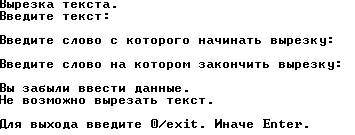 Вырезка текста.
Введите текст:
Введите слово с которого начинать вырезку:
Введите слово на котором закончить вырезку:
Вы забыли ввести данные.
Не возможно вырезать текст.
Для выхода введите 0/exit. Иначе Enter.